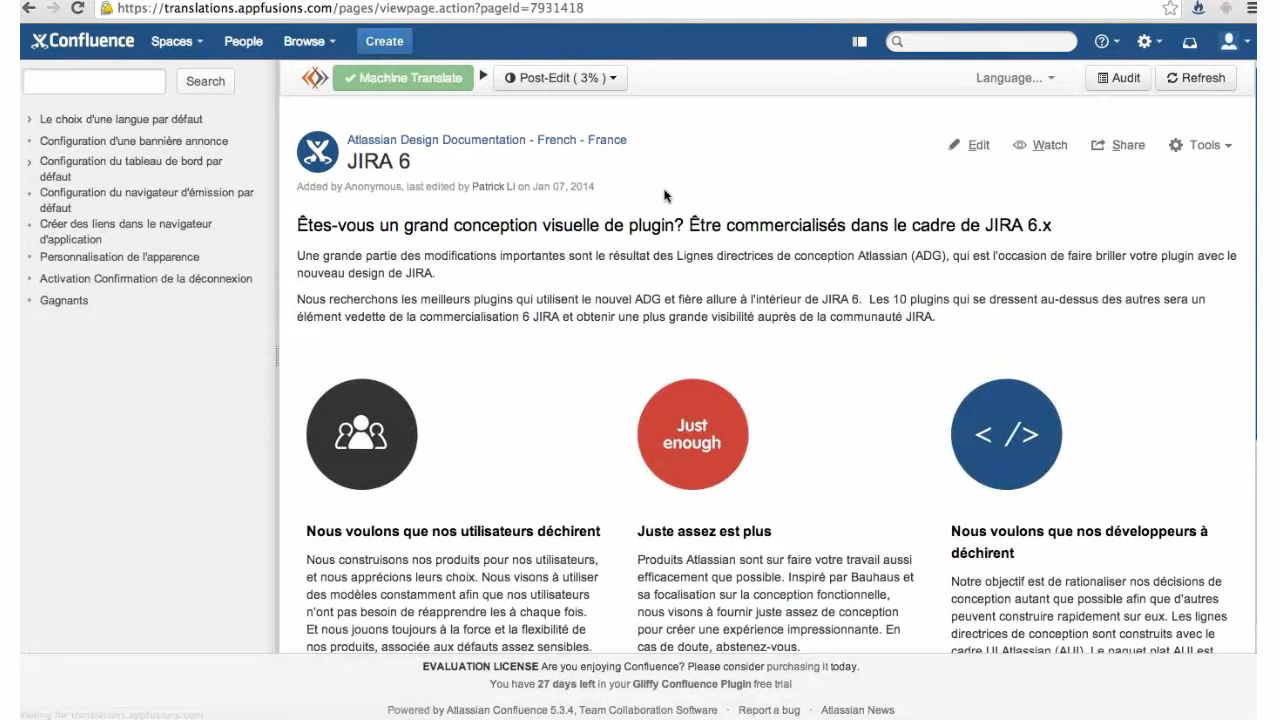 https://translations.appfusions.com/pages/viewpage.action?pageId=7931418
Confluence Spaces People Browse Create
Search
Machine Translate Post-Edit ( 3% ) Language... Audit Refresh
Le choix d'une langue par défaut
Configuration d'une bannière annonce
Configuration du tableau de bord par
défaut
Configuration du navigateur d'émission par
défaut
Créer des liens dans le navigateur
d'application
Personnalisation de l'apparence
Activation Confirmation de la déconnexion
Gagnants
Atlassian Design Documentation - French - France
JIRA 6
Edit Watch Share Tools
Added by Anonymous, last edited by Patrick Li on Jan 07, 2014
Êtes-vous un grand conception visuelle de plugin? Être commercialisés dans le cadre de JIRA 6.x
Une grande partie des modifications importantes sont le résultat des Lignes directrices de conception Atlassian (ADG), qui est l'occasion de faire briller votre plugin avec le
nouveau design de JIRA.
Nous recherchons les meilleurs plugins qui utilisent le nouvel ADG et fière allure à l'intérieur de JIRA 6. Les 10 plugins qui se dressent au-dessus des autres sera un
élément vedette de la commercialisation 6 JIRA et obtenir une plus grande visibilité auprès de la communauté JIRA.
Just
enough
< />
Nous voulons que nos utilisateurs déchirent
Nous construisons nos produits pour nos utilisateurs,
et nous apprécions leurs choix. Nous visons à utiliser
des modèles constamment afin que nos utilisateurs
n'ont pas besoin de réapprendre les à chaque fois.
Et nous jouons toujours à la force et la flexibilité de
nos produits, associée aux défauts assez sensibles.
Juste assez est plus
Produits Atlassian sont sur faire votre travail aussi
efficacement que possible. Inspiré par Bauhaus et
sa focalisation sur la conception fonctionnelle,
nous visons à fournir juste assez de conception
pour créer une expérience impressionnante. En
cas de doute, abstenez-vous.
Nous voulons que nos développeurs à
déchirent
Notre objectif est de rationaliser nos décisions de
conception autant que possible afin que d'autres
peuvent construire rapidement sur eux. Les lignes
directrices de conception sont construits avec le
cadre UI Atlassian (AUI). Le paquet plat AUI est
EVALUATION LICENSE Are you enjoying Confluence? Please consider purchasing it today.
You have 27 days left in your Gliffy Confluence Plugin free trial
Powered by Atlassian Confluence 5.3.4, Team Collaboration Software · Report a bug · Atlassian News
Waiting for translations.appfusions.com...